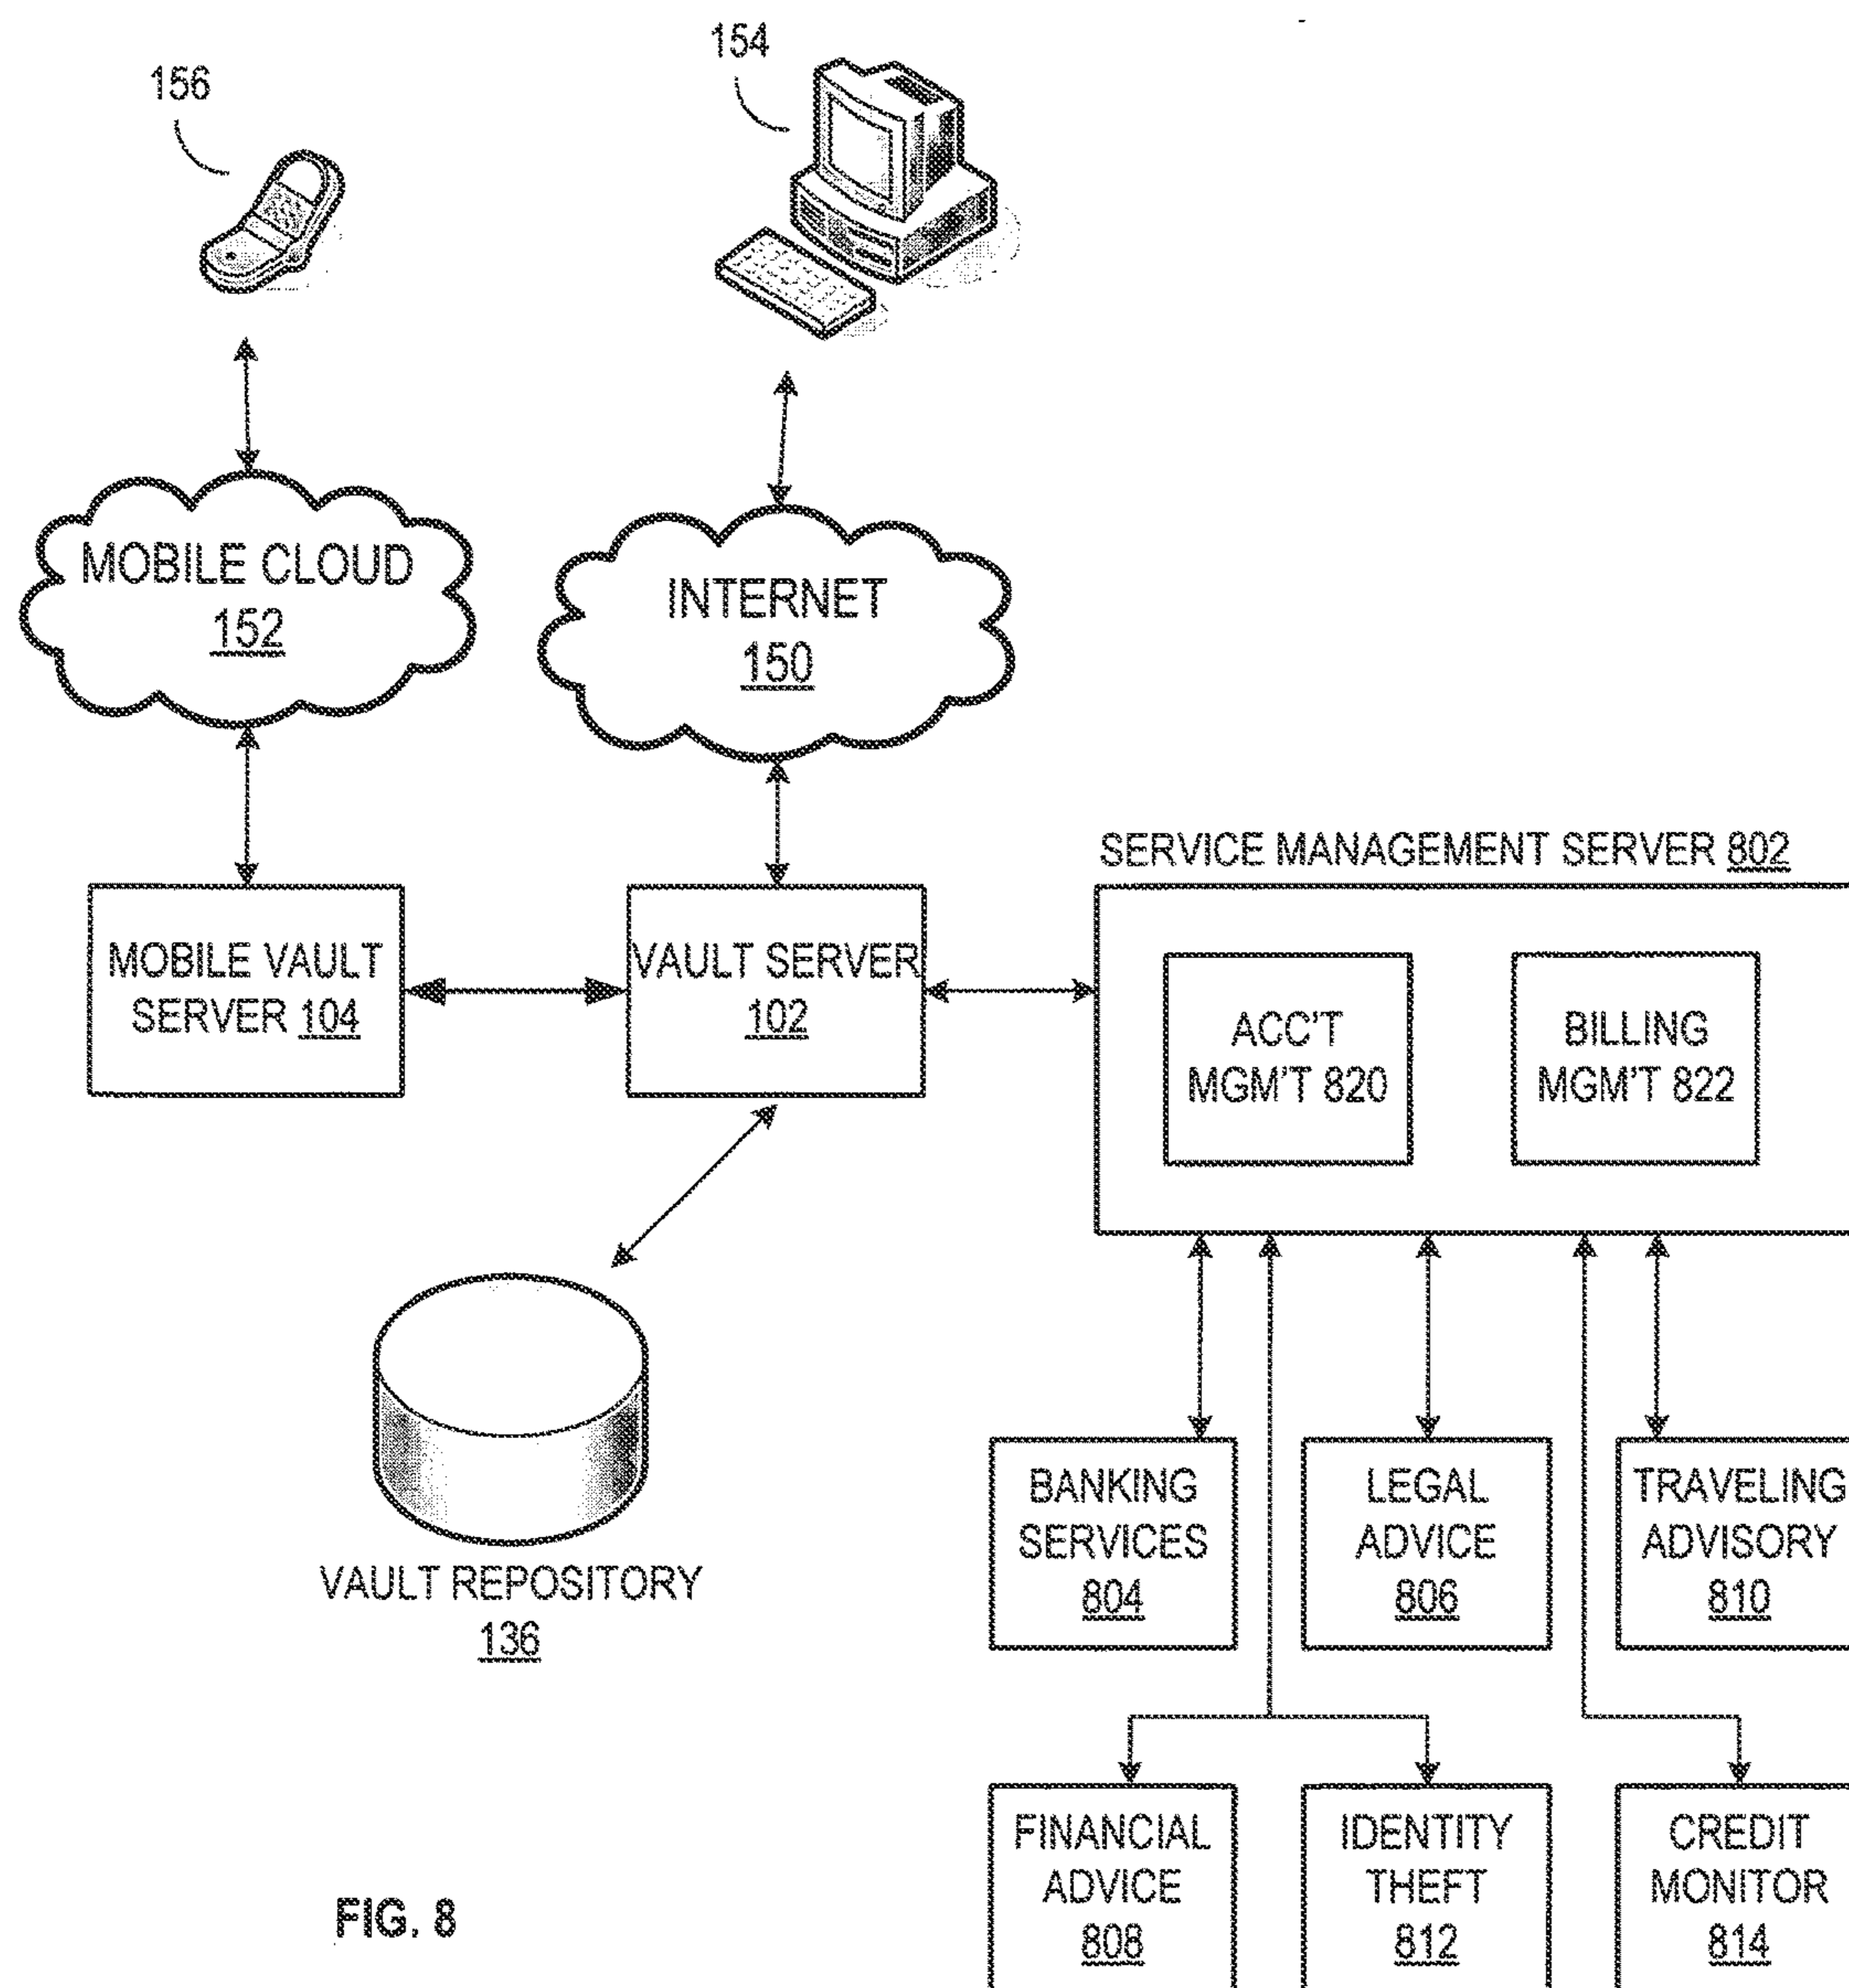 154
156
MOBILE CLOUD
152
INTERNET
150
SERVICE MANAGEMENT SERVER 802
MOBILE VAULT
SERVER 104
VAULT SERVER
102
ACC'T
MGM'T 820
BILLING
MGM'T 822
VAULT REPOSITORY
136
BANKING
SERVICES
804
LEGAL
ADVICE
806
TRAVELING
ADVISORY
810
FINANCIAL
ADVICE
808
IDENTITY
THEFT
812
CREDIT
MONITOR
814
FIG. 8